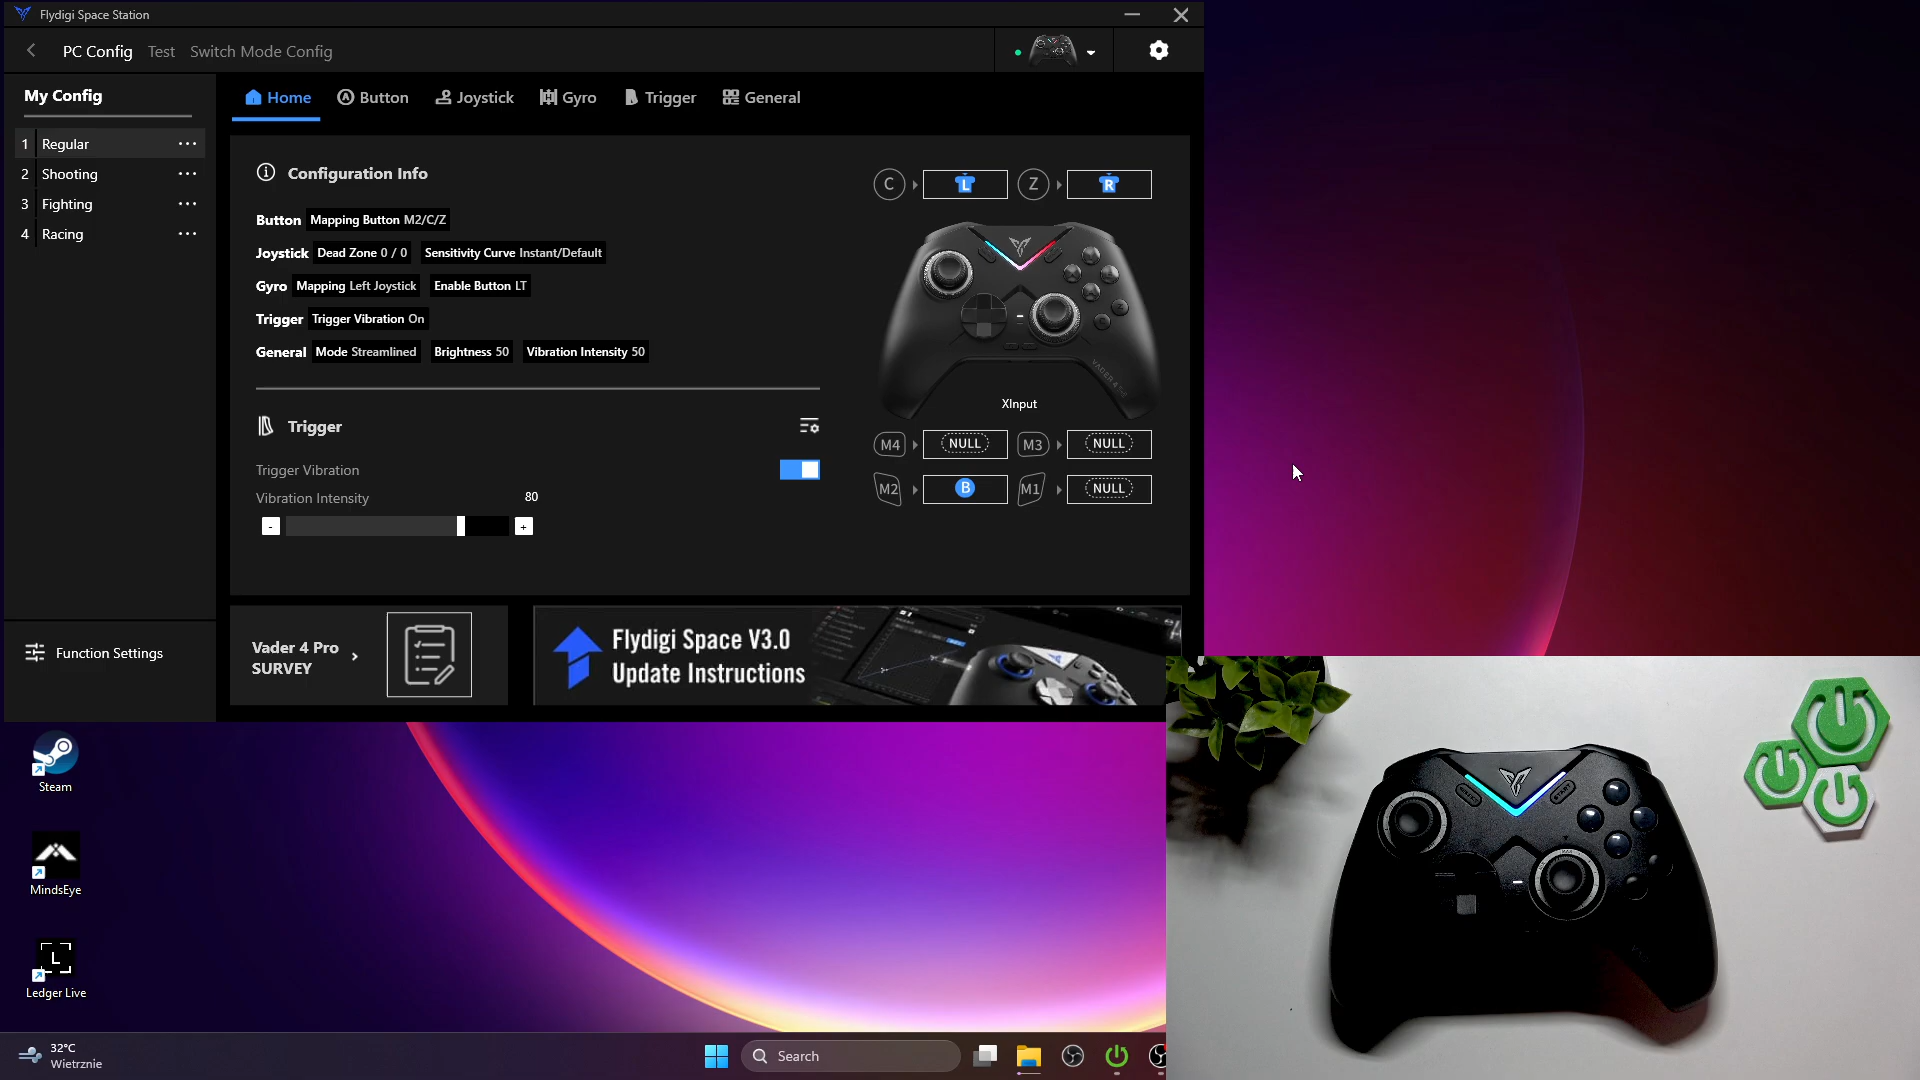 Flydigi Space Station
PC Config Test Switch Mode Config
My Config
1 Regular ...
2 Shooting ...
3 Fighting ...
4 Racing ...
Function Settings
Home Button Joystick Gyro Trigger General
Configuration Info
Button Mapping Button M2/C/Z
Joystick Dead Zone 0 / 0 Sensitivity Curve Instant/Default
Gyro Mapping Left Joystick Enable Button LT
Trigger Trigger Vibration On
General Mode Streamlined Brightness 50 Vibration Intensity 50
Trigger
Trigger Vibration
Vibration Intensity 80
- +
C L Z R
XInput
M4 NULL M3 NULL
M2 B M1 NULL
Vader 4 Pro
SURVEY
Flydigi Space V3.0
Update Instructions
Steam
MindsEye
L
Ledger Live
32°C
Wietrznie
Search
START